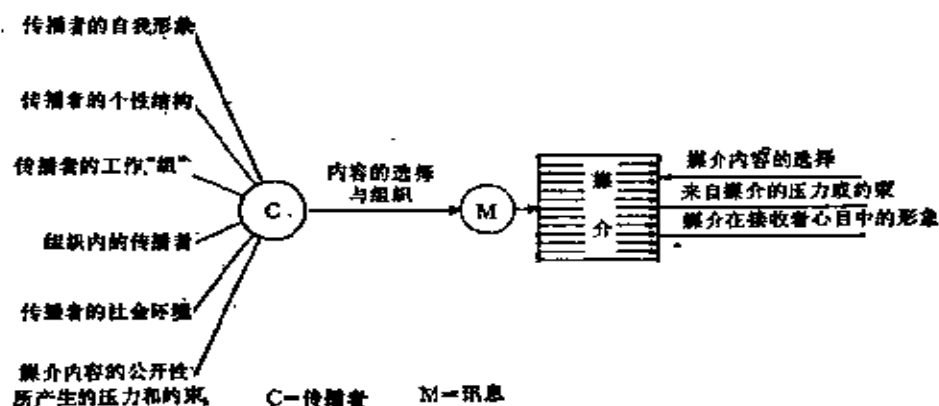 传播者的自我形象
传播者的个性结构
传播者的工作“组”
组织内的传播者
传播者的社会环境
媒介内容的公开性
所产生的压力和约束
C
内容的选择
与组织
M
媒
介
媒介内容的选择
来自媒介的压力或约束
媒介在接收者心目中的形象
C=传播者
M=讯息